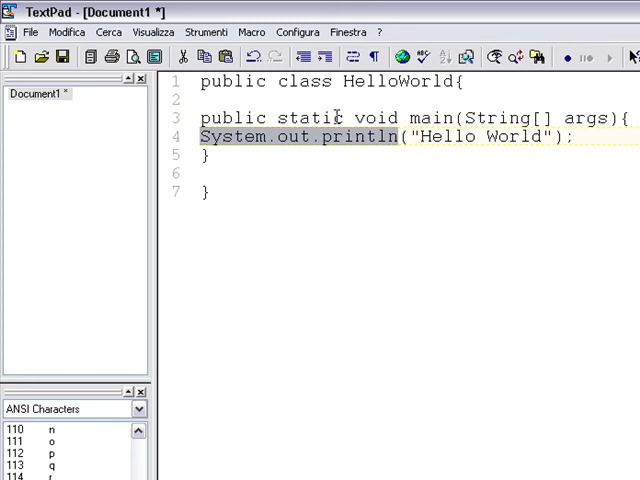 TextPad - [Document1 *]
File Modifica Cerca Visualizza Strumenti Macro Configura Finestra ?
Document1 *
1 public class HelloWorld{
2
3 public static void main(String[] args){
4 System.out.println("Hello World");
5 }
6
7 }
ANSI Characters
110 n
111 o
112 p
113 q
114 r